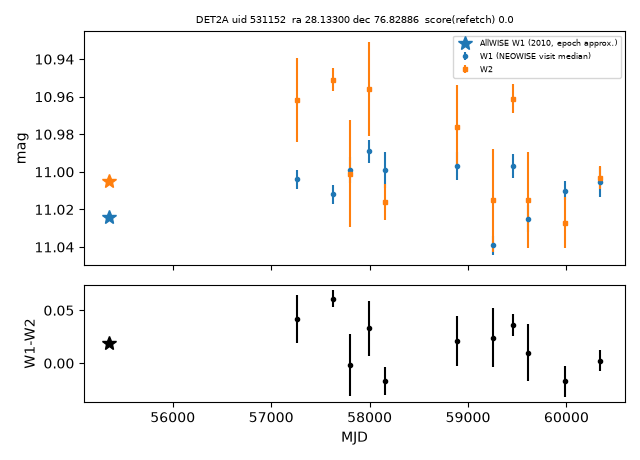 DET2A uid 531152  ra 28.13300 dec 76.82886  score(refetch) 0.0
AllWISE W1 (2010, epoch approx.)
W1 (NEOWISE visit median)
W2
mag
10.94
10.96
10.98
11.00
11.02
11.04
W1-W2
0.05
0.00
56000 57000 58000 59000 60000
MJD